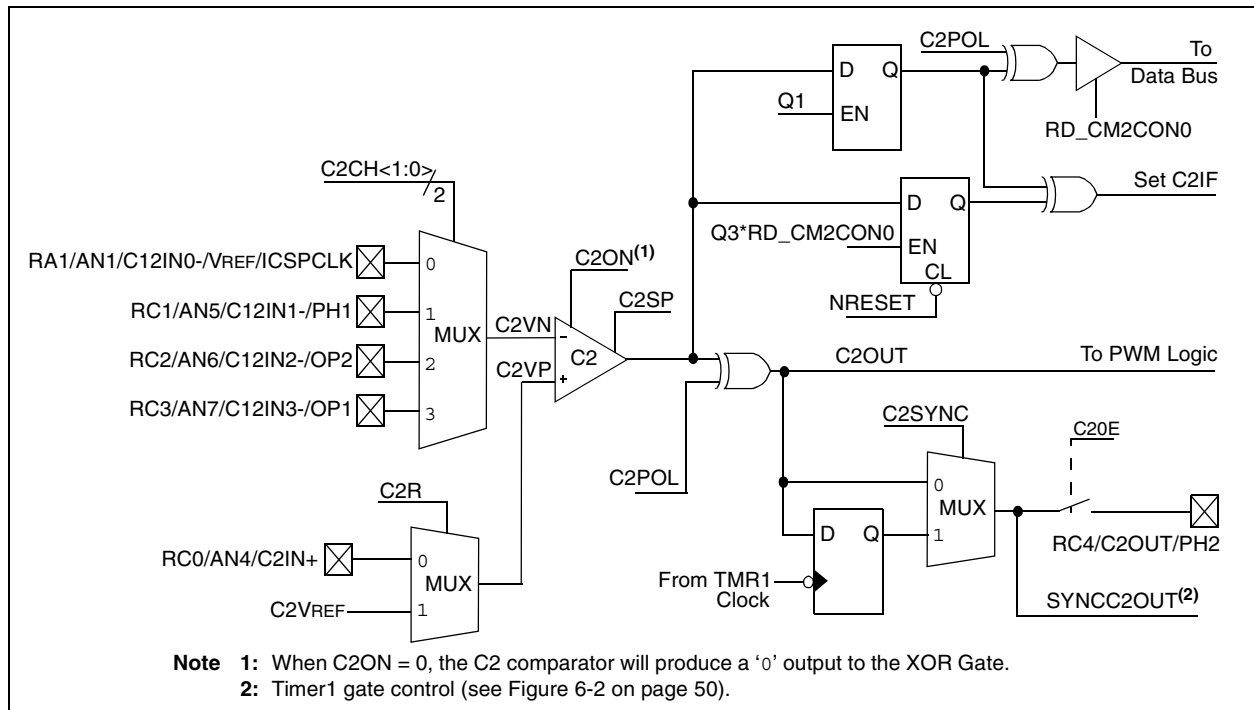 C2POL
To
Data Bus
D Q
Q1
EN
RD_CM2CON0
C2CH<1:0>
2
Set C2IF
D Q
Q3*RD_CM2CON0
EN
CL
NRESET
RA1/AN1/C12IN0-/VREF/ICSPCLK
0
C2ON(1)
RC1/AN5/C12IN1-/PH1
1
C2SP
MUX
C2VN
-
C2
RC2/AN6/C12IN2-/OP2
2
C2VP
+
C2OUT
To PWM Logic
RC3/AN7/C12IN3-/OP1
3
C2SYNC
C20E
C2POL
C2R
0
MUX
RC0/AN4/C2IN+
0
D Q
1
RC4/C2OUT/PH2
MUX
From TMR1
Clock
C2VREF
1
SYNCC2OUT(2)
Note 1: When C2ON = 0, the C2 comparator will produce a ‘0’ output to the XOR Gate.
2: Timer1 gate control (see Figure 6-2 on page 50).